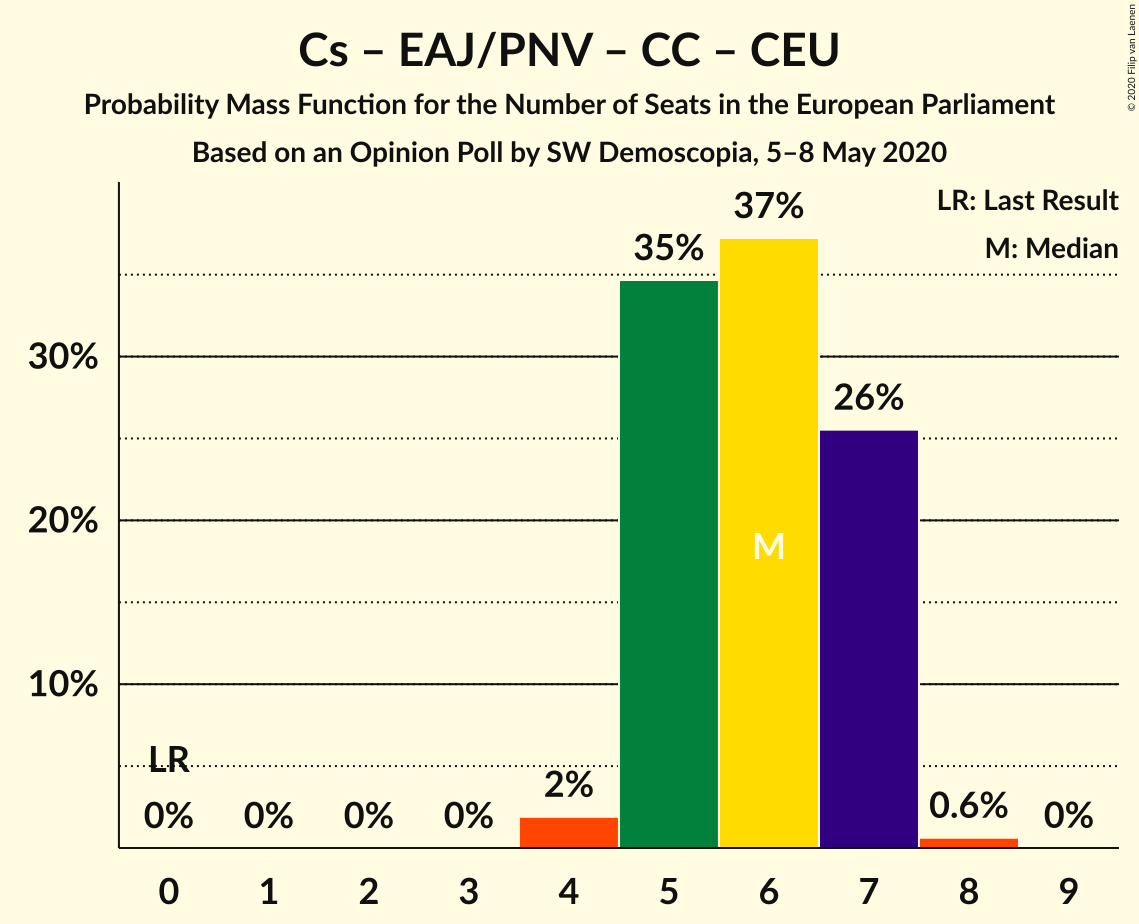 Cs – EAJ/PNV – CC – CEU
Probability Mass Function for the Number of Seats in the European Parliament
Based on an Opinion Poll by SW Demoscopia, 5–8 May 2020
© 2020 Filip van Laenen
LR: Last Result
M: Median
37%
35%
30%
26%
20%
M
10%
LR
2%
0% 0% 0% 0% 0.6% 0%
0 1 2 3 4 5 6 7 8 9